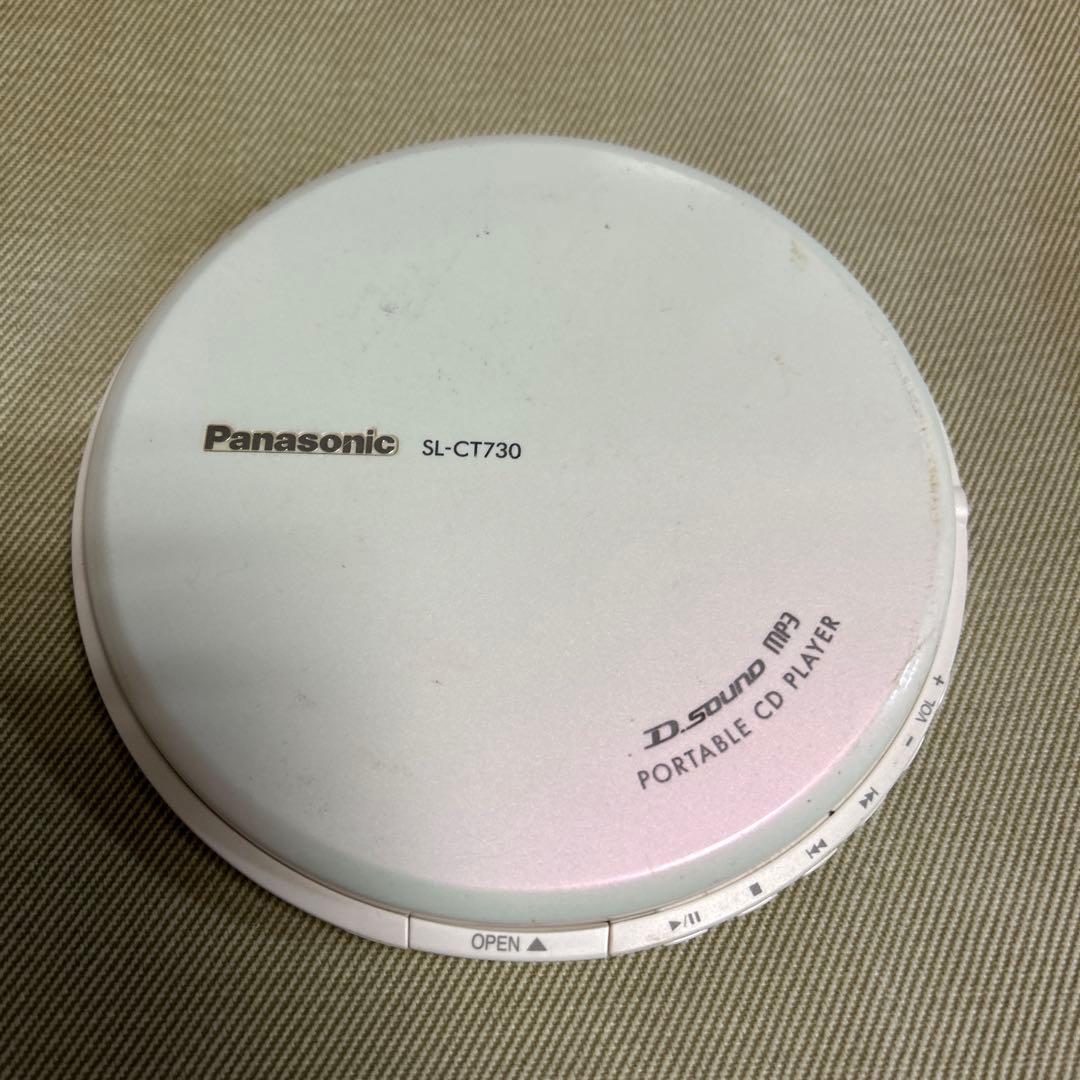 Panasonic SL-CT730
D.SOUND MP3
PORTABLE CD PLAYER
OPEN ▲
▶/II ■ |◀◀ ▶▶| − VOL +